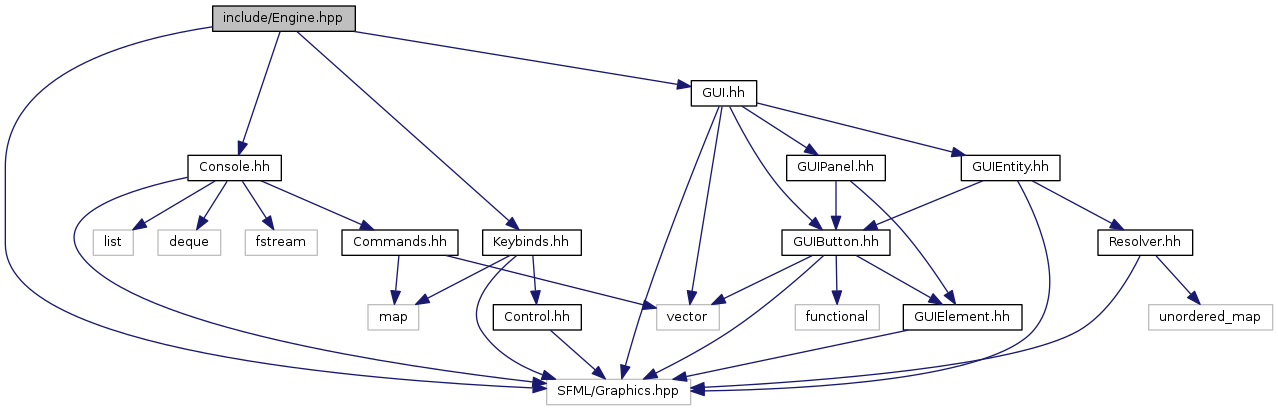 include/Engine.hpp
GUI.hh
Console.hh
GUIPanel.hh
GUIEntity.hh
list
deque
fstream
Commands.hh
Keybinds.hh
GUIButton.hh
Resolver.hh
map
Control.hh
vector
functional
GUIElement.hh
unordered_map
SFML/Graphics.hpp